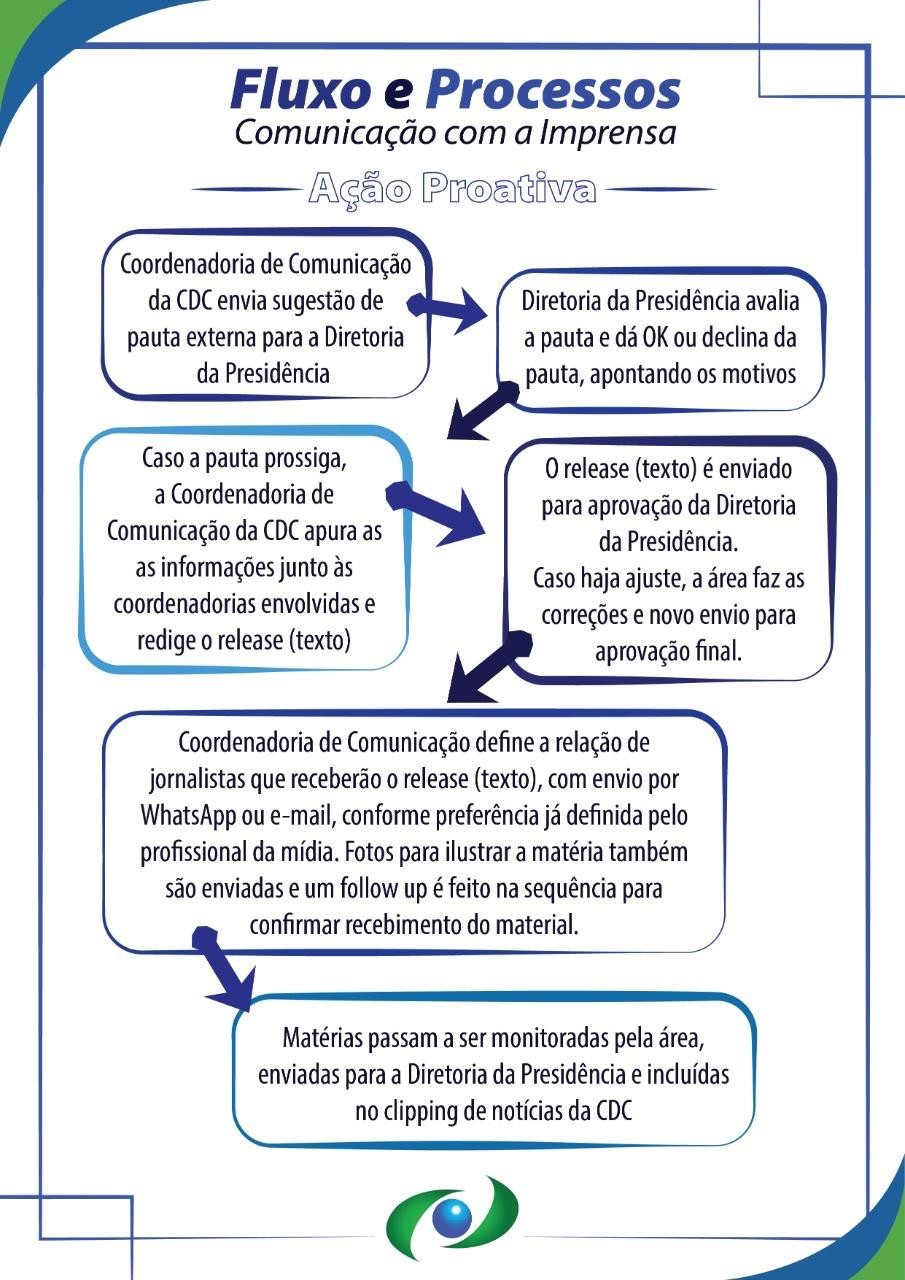 Fluxo e Processos
Comunicação com a Imprensa
Ação Proativa
Coordenadoria de Comunicação
da CDC envia sugestão de
pauta externa para a Diretoria
da Presidência
Diretoria da Presidência avalia
a pauta e dá OK ou declina da
pauta, apontando os motivos
Caso a pauta prossiga,
a Coordenadoria de
Comunicação da CDC apura as
as informações junto às
coordenadorias envolvidas e
redige o release (texto)
O release (texto) é enviado
para aprovação da Diretoria
da Presidência.
Caso haja ajuste, a área faz as
correções e novo envio para
aprovação final.
Coordenadoria de Comunicação define a relação de
jornalistas que receberão o release (texto), com envio por
WhatsApp ou e-mail, conforme preferência já definida pelo
profissional da mídia. Fotos para ilustrar a matéria também
são enviadas e um follow up é feito na sequência para
confirmar recebimento do material.
Matérias passam a ser monitoradas pela área,
enviadas para a Diretoria da Presidência e incluídas
no clipping de notícias da CDC